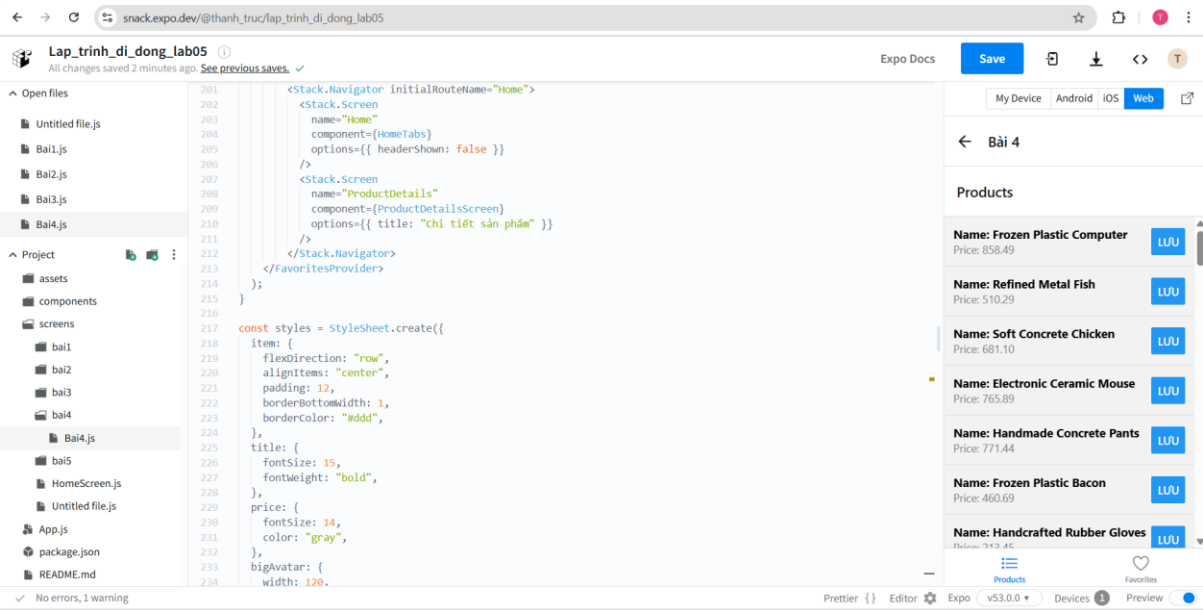 snack.expo.dev/@thanh_truc/lap_trinh_di_dong_lab05
T
Lap_trinh_di_dong_lab05
All changes saved 2 minutes ago. See previous saves.
Expo Docs
Save
T
Open files
Untitled file.js
Bai1.js
Bai2.js
Bai3.js
Bai4.js
Project
assets
components
screens
bai1
bai2
bai3
bai4
Bai4.js
bai5
HomeScreen.js
Untitled file.js
App.js
package.json
README.md
201 <Stack.Navigator initialRouteName="Home">
202 <Stack.Screen
203 name="Home"
204 component={HomeTabs}
205 options={{ headerShown: false }}
206 />
207 <Stack.Screen
208 name="ProductDetails"
209 component={ProductDetailsScreen}
210 options={{ title: "Chi tiết sản phẩm" }}
211 />
212 </Stack.Navigator>
213 </FavoritesProvider>
214 );
215 }
216
217 const styles = StyleSheet.create({
218 item: {
219 flexDirection: "row",
220 alignItems: "center",
221 padding: 12,
222 borderBottomWidth: 1,
223 borderColor: "#ddd",
224 },
225 title: {
226 fontSize: 15,
227 fontWeight: "bold",
228 },
229 price: {
230 fontSize: 14,
231 color: "gray",
232 },
233 bigAvatar: {
234 width: 120,
My Device Android iOS Web
Bài 4
Products
Name: Frozen Plastic Computer
Price: 858.49
LƯU
Name: Refined Metal Fish
Price: 510.29
LƯU
Name: Soft Concrete Chicken
Price: 681.10
LƯU
Name: Electronic Ceramic Mouse
Price: 765.89
LƯU
Name: Handmade Concrete Pants
Price: 771.44
LƯU
Name: Frozen Plastic Bacon
Price: 460.69
LƯU
Name: Handcrafted Rubber Gloves
Price: 213.45
LƯU
Products
Favorites
No errors, 1 warning
Prettier { } Editor Expo v53.0.0 Devices 1 Preview